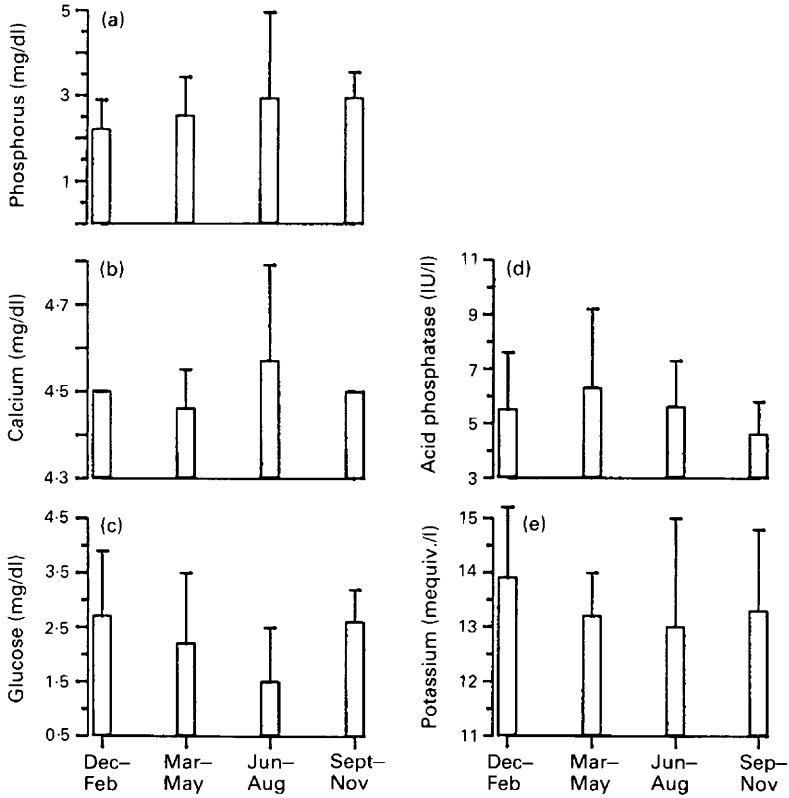 (a)
Phosphorus (mg/dl)
5
3
1
(b)
Calcium (mg/dl)
4·7
4·5
4·3
(c)
Glucose (mg/dl)
4·5
3·5
2·5
1·5
0·5
Dec–
Feb
Mar–
May
Jun–
Aug
Sept–
Nov
(d)
Acid phosphatase (IU/l)
11
9
7
5
3
(e)
Potassium (mequiv./l)
15
14
13
12
11
Dec–
Feb
Mar–
May
Jun–
Aug
Sep–
Nov